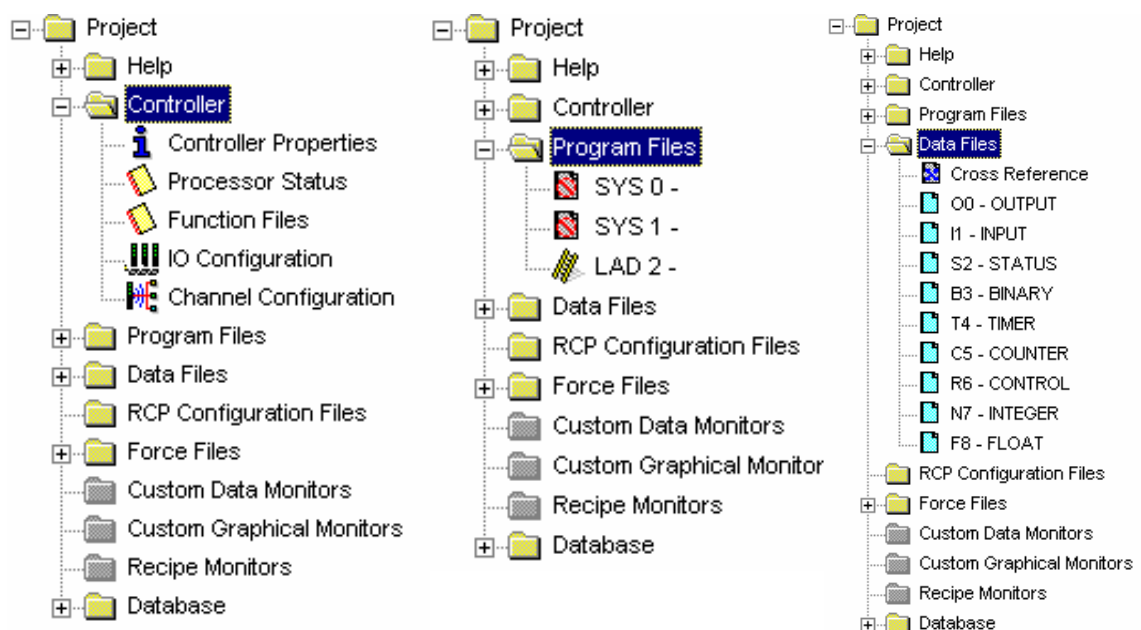 Project
Help
Controller
Controller Properties
Processor Status
Function Files
IO Configuration
Channel Configuration
Program Files
Data Files
RCP Configuration Files
Force Files
Custom Data Monitors
Custom Graphical Monitors
Recipe Monitors
Database
Project
Help
Controller
Program Files
SYS 0 -
SYS 1 -
LAD 2 -
Data Files
RCP Configuration Files
Force Files
Custom Data Monitors
Custom Graphical Monitor
Recipe Monitors
Database
Project
Help
Controller
Program Files
Data Files
Cross Reference
O0 - OUTPUT
I1 - INPUT
S2 - STATUS
B3 - BINARY
T4 - TIMER
C5 - COUNTER
R6 - CONTROL
N7 - INTEGER
F8 - FLOAT
RCP Configuration Files
Force Files
Custom Data Monitors
Custom Graphical Monitors
Recipe Monitors
Database